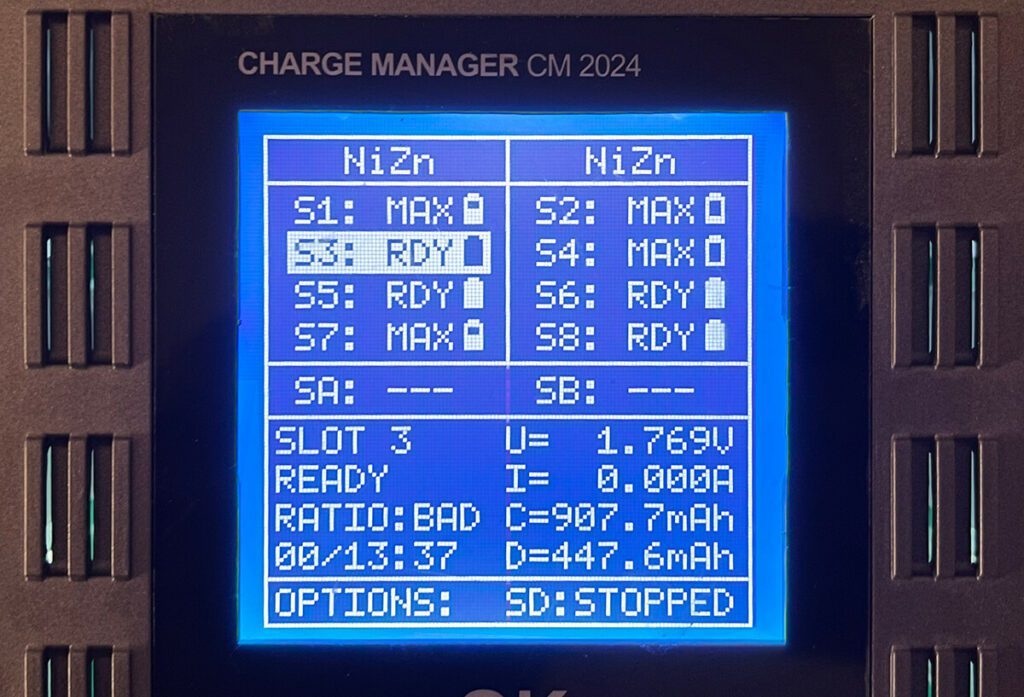 CHARGE MANAGER CM 2024
NiZn NiZn
S1: MAX S2: MAX
S3: RDY S4: MAX
S5: RDY S6: RDY
S7: MAX S8: RDY
SA: --- SB: ---
SLOT 3 U= 1.769V
READY I= 0.000A
RATIO:BAD C=907.7mAh
00/13:37 D=447.6mAh
OPTIONS: SD:STOPPED